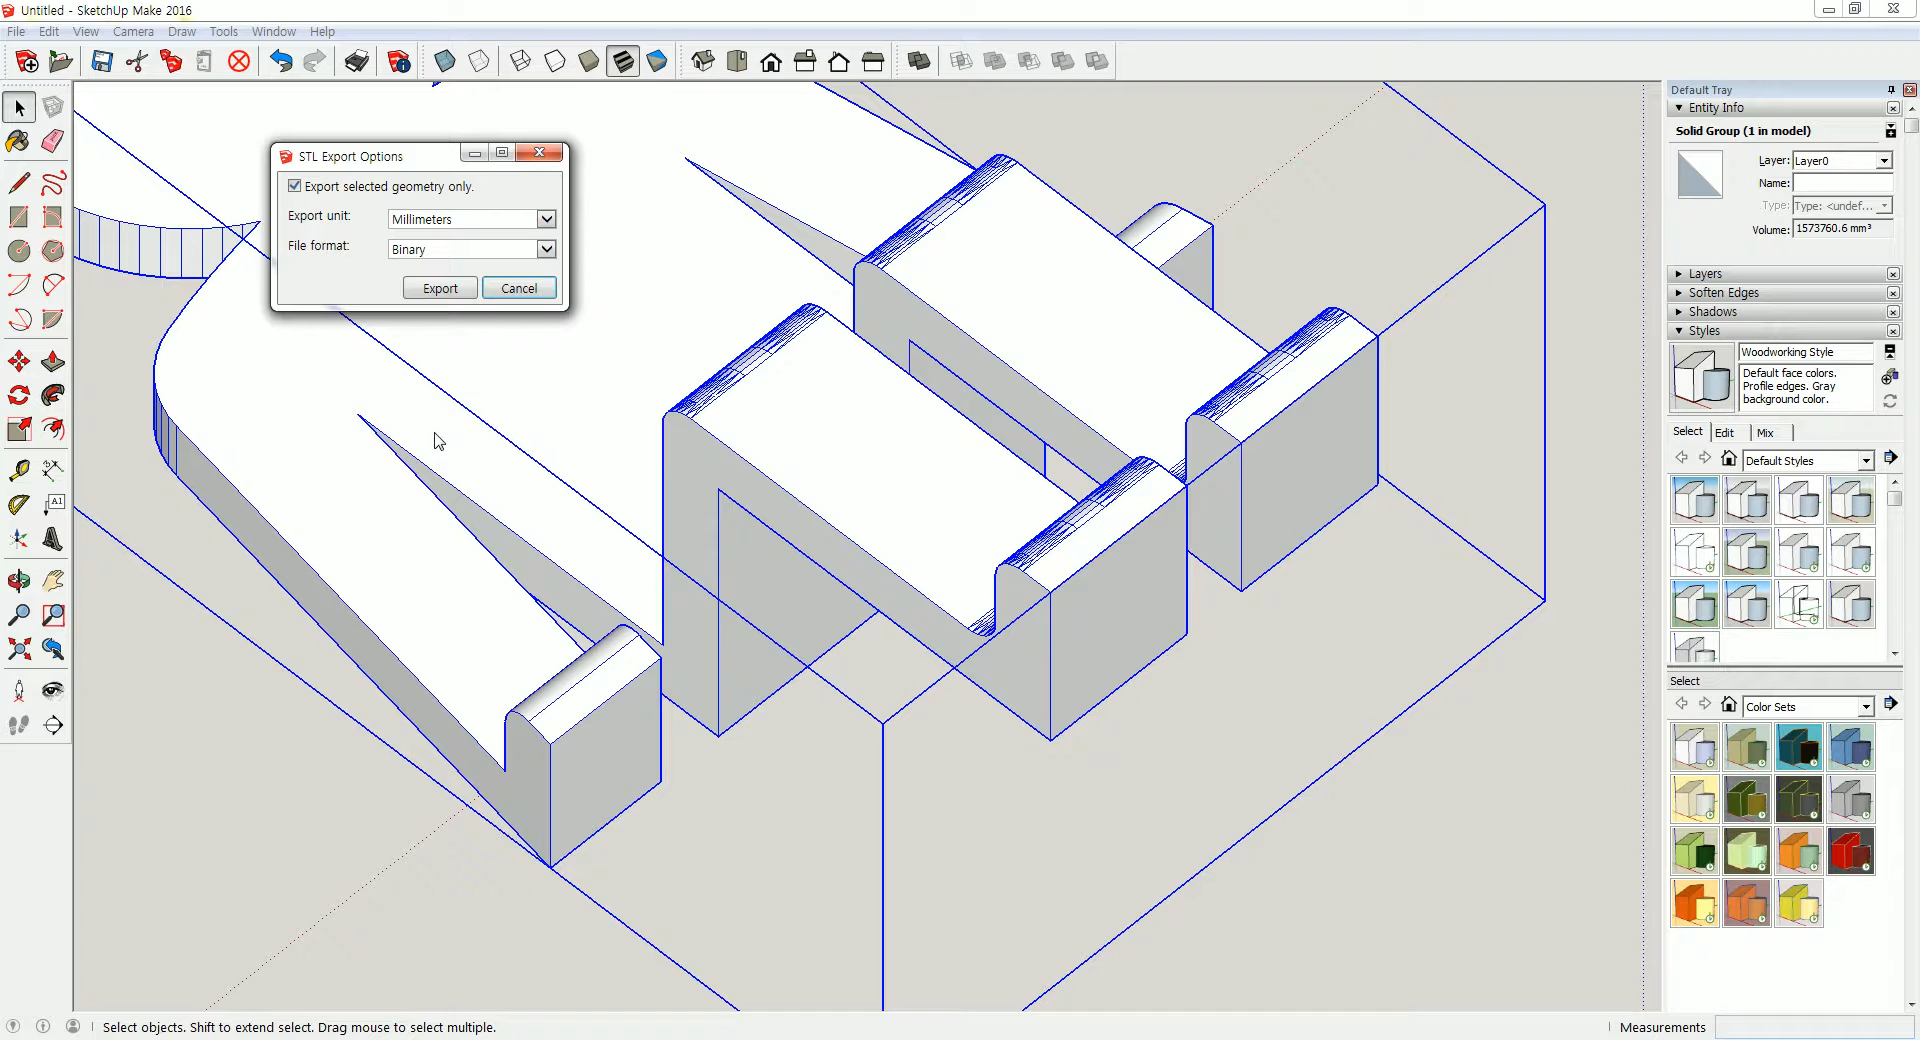 Untitled - SketchUp Make 2016
File Edit View Camera Draw Tools Window Help
STL Export Options
Export selected geometry only.
Export unit: Millimeters
File format: Binary
Export Cancel
A1
Default Tray
Entity Info
Solid Group (1 in model)
Layer: Layer0
Name:
Type: Type: <undef...
Volume: 1573760.6 mm³
Layers
Soften Edges
Shadows
Styles
Woodworking Style
Default face colors.
Profile edges. Gray
background color.
Select Edit Mix
Default Styles
Select
Color Sets
Select objects. Shift to extend select. Drag mouse to select multiple.
Measurements